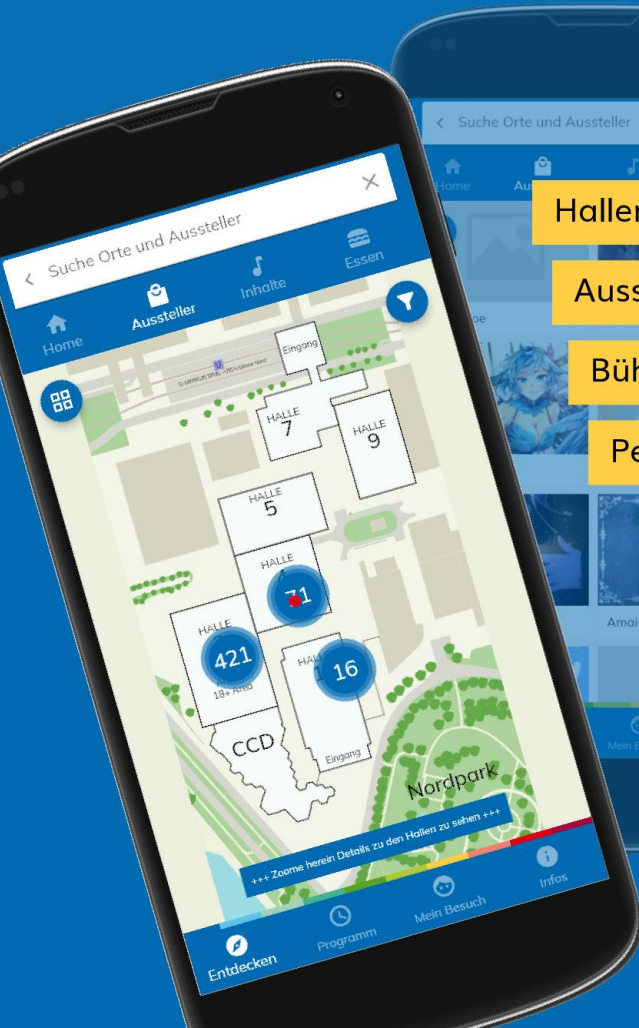 Suche Orte und Aussteller
Home
Aussteller
Inhalte
Essen
Eingang
HALLE
7
HALLE
9
HALLE
5
HALLE
71
HALLE
421
18+ Area
16
CCD
Eingang
Nordpark
+++ Zoome herein Details zu den Hallen zu sehen +++
Entdecken
Programm
Mein Besuch
Infos
Suche Orte und Aussteller
Home
Amai